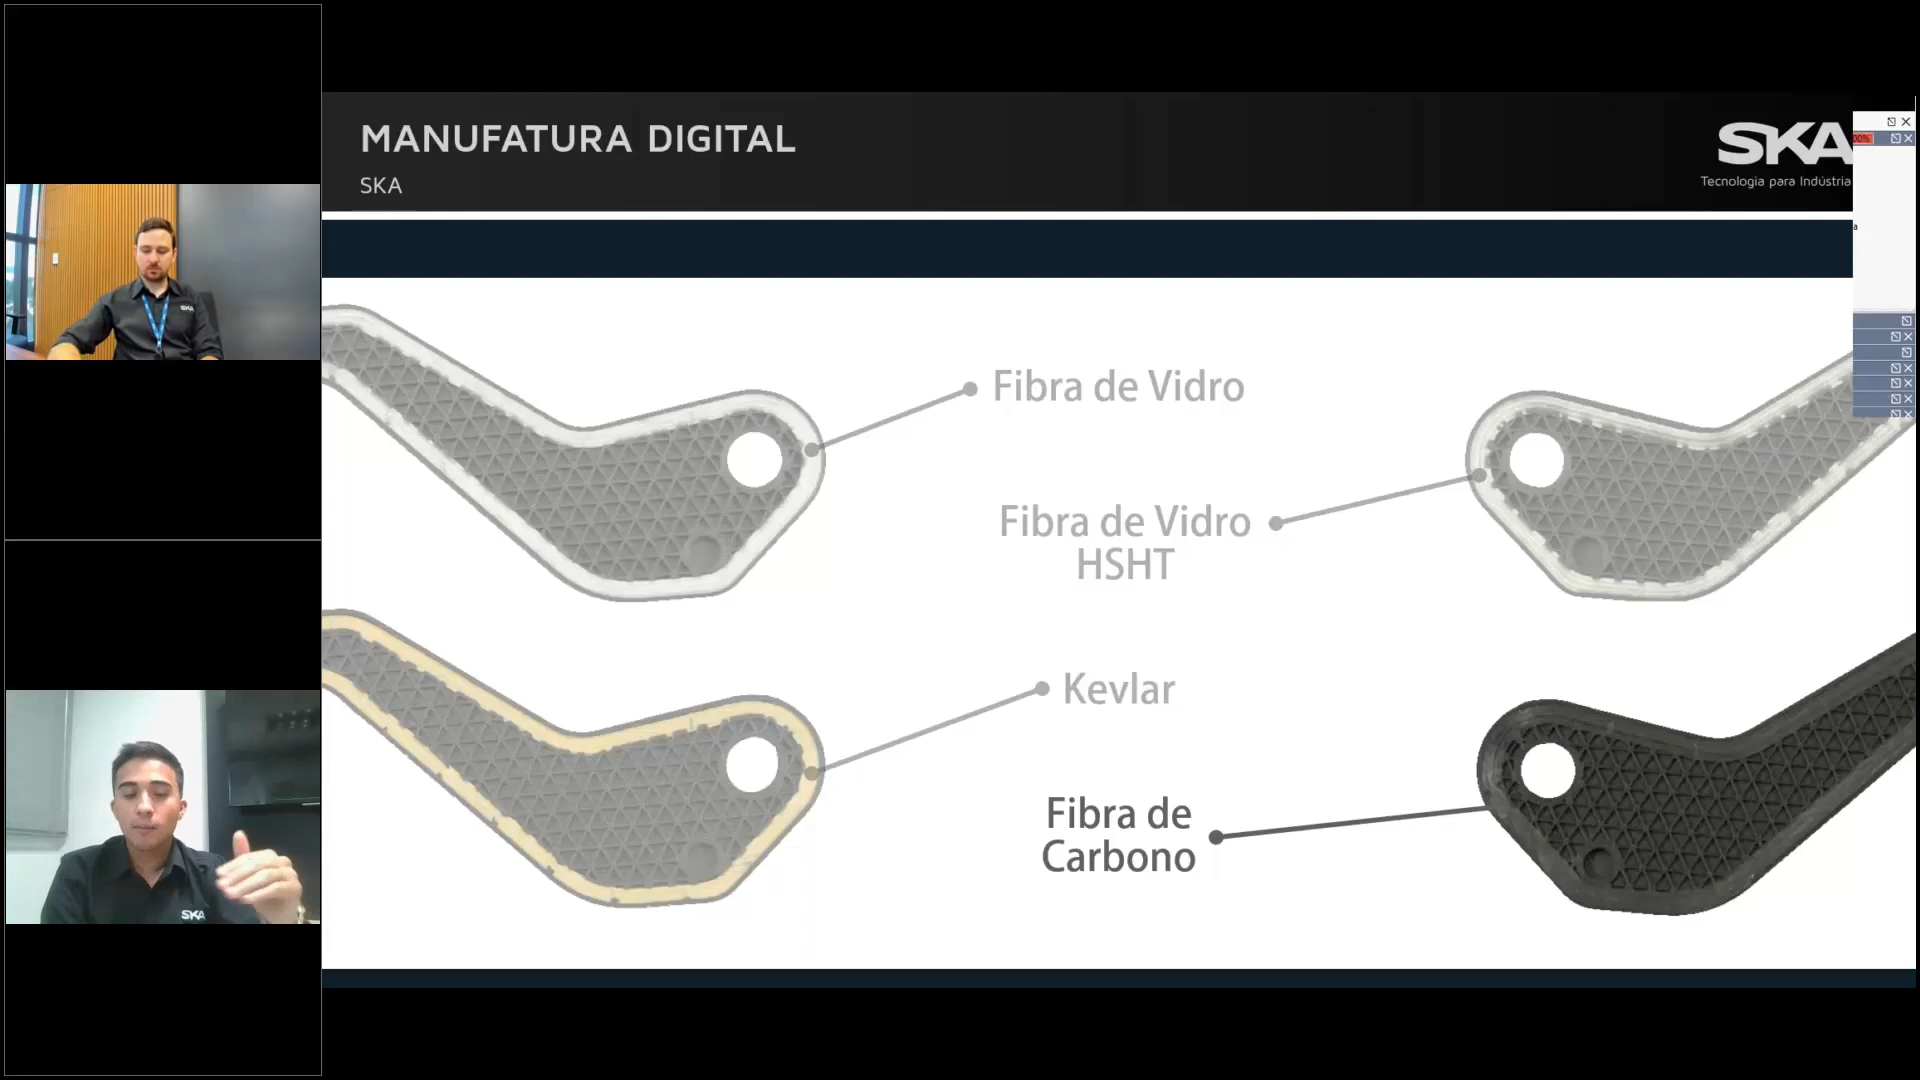 MANUFATURA DIGITAL
SKA
SKA
Tecnologia para Indústria
00%
a
Fibra de Vidro
Fibra de Vidro
HSHT
Kevlar
Fibra de
Carbono
SKA
SKA